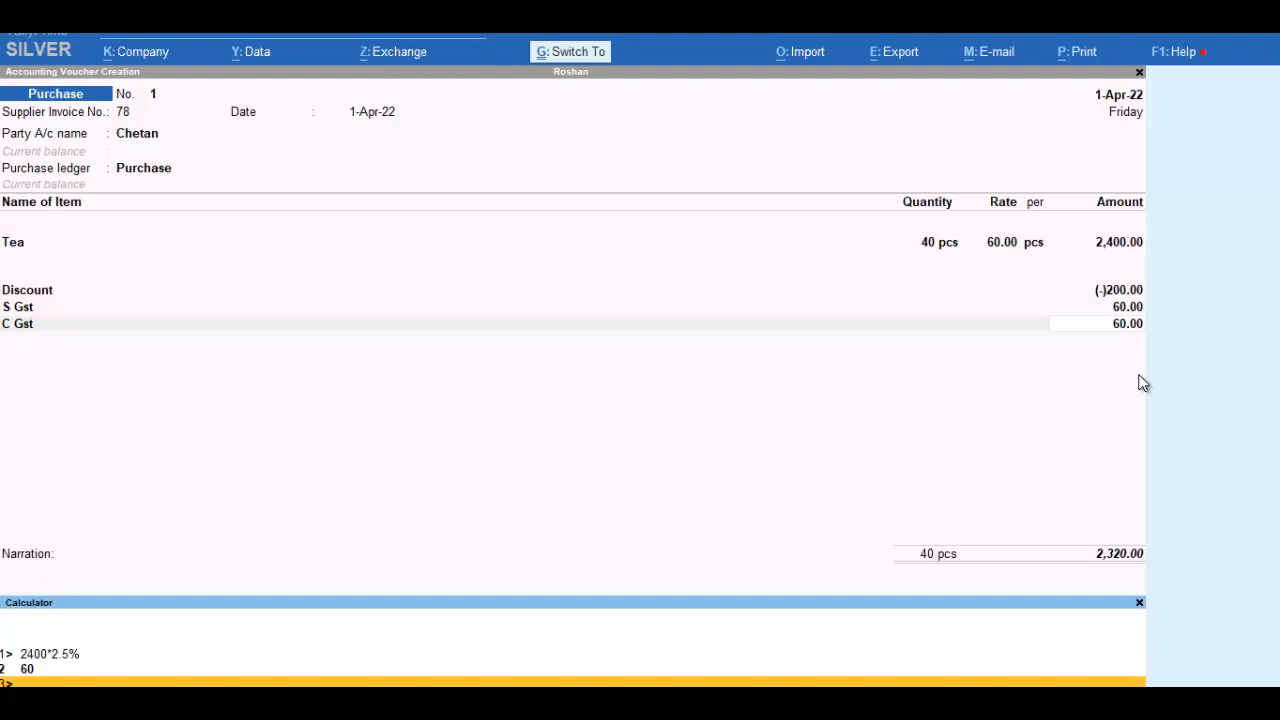 SILVER K: Company Y: Data Z: Exchange G: Switch To O: Import E: Export M: E-mail P: Print F1: Help
Accounting Voucher Creation Roshan
Purchase No. 1 1-Apr-22
Supplier Invoice No.: 78 Date : 1-Apr-22 Friday
Party A/c name : Chetan
Current balance :
Purchase ledger : Purchase
Current balance
Name of Item Quantity Rate per Amount
Tea 40 pcs 60.00 pcs 2,400.00
Discount (-)200.00
S Gst 60.00
C Gst 60.00
Narration: 40 pcs 2,320.00
Calculator
1> 2400*2.5%
2 60
3>